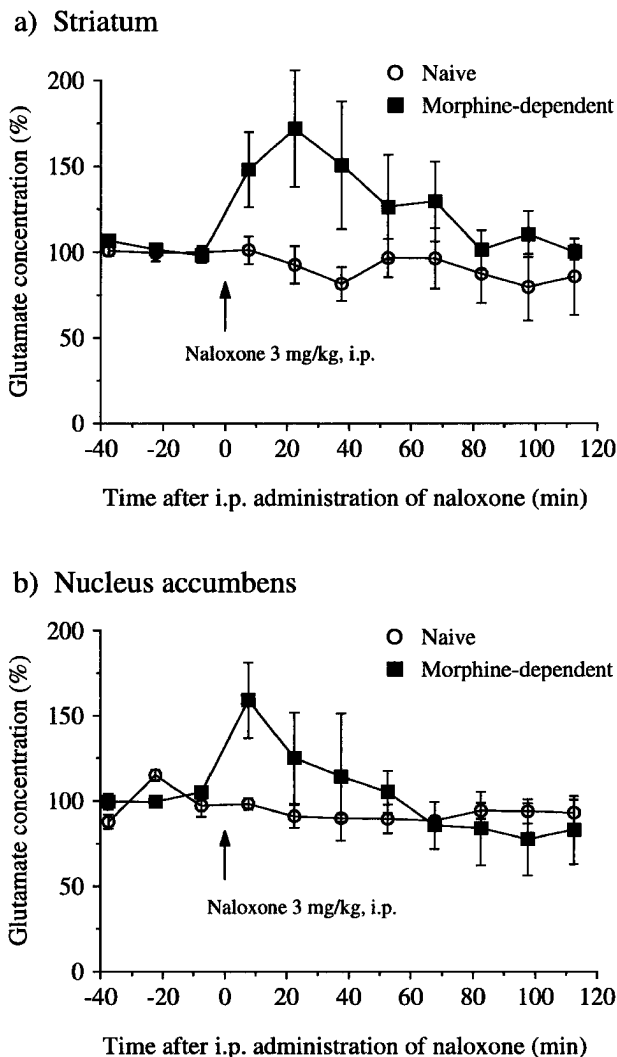 a) Striatum
200
150
100
50
0
Glutamate concentration (%)
Naive
Morphine-dependent
Naloxone 3 mg/kg, i.p.
-40 -20 0 20 40 60 80 100 120
Time after i.p. administration of naloxone (min)
b) Nucleus accumbens
200
150
100
50
0
Glutamate concentration (%)
Naive
Morphine-dependent
Naloxone 3 mg/kg, i.p.
-40 -20 0 20 40 60 80 100 120
Time after i.p. administration of naloxone (min)